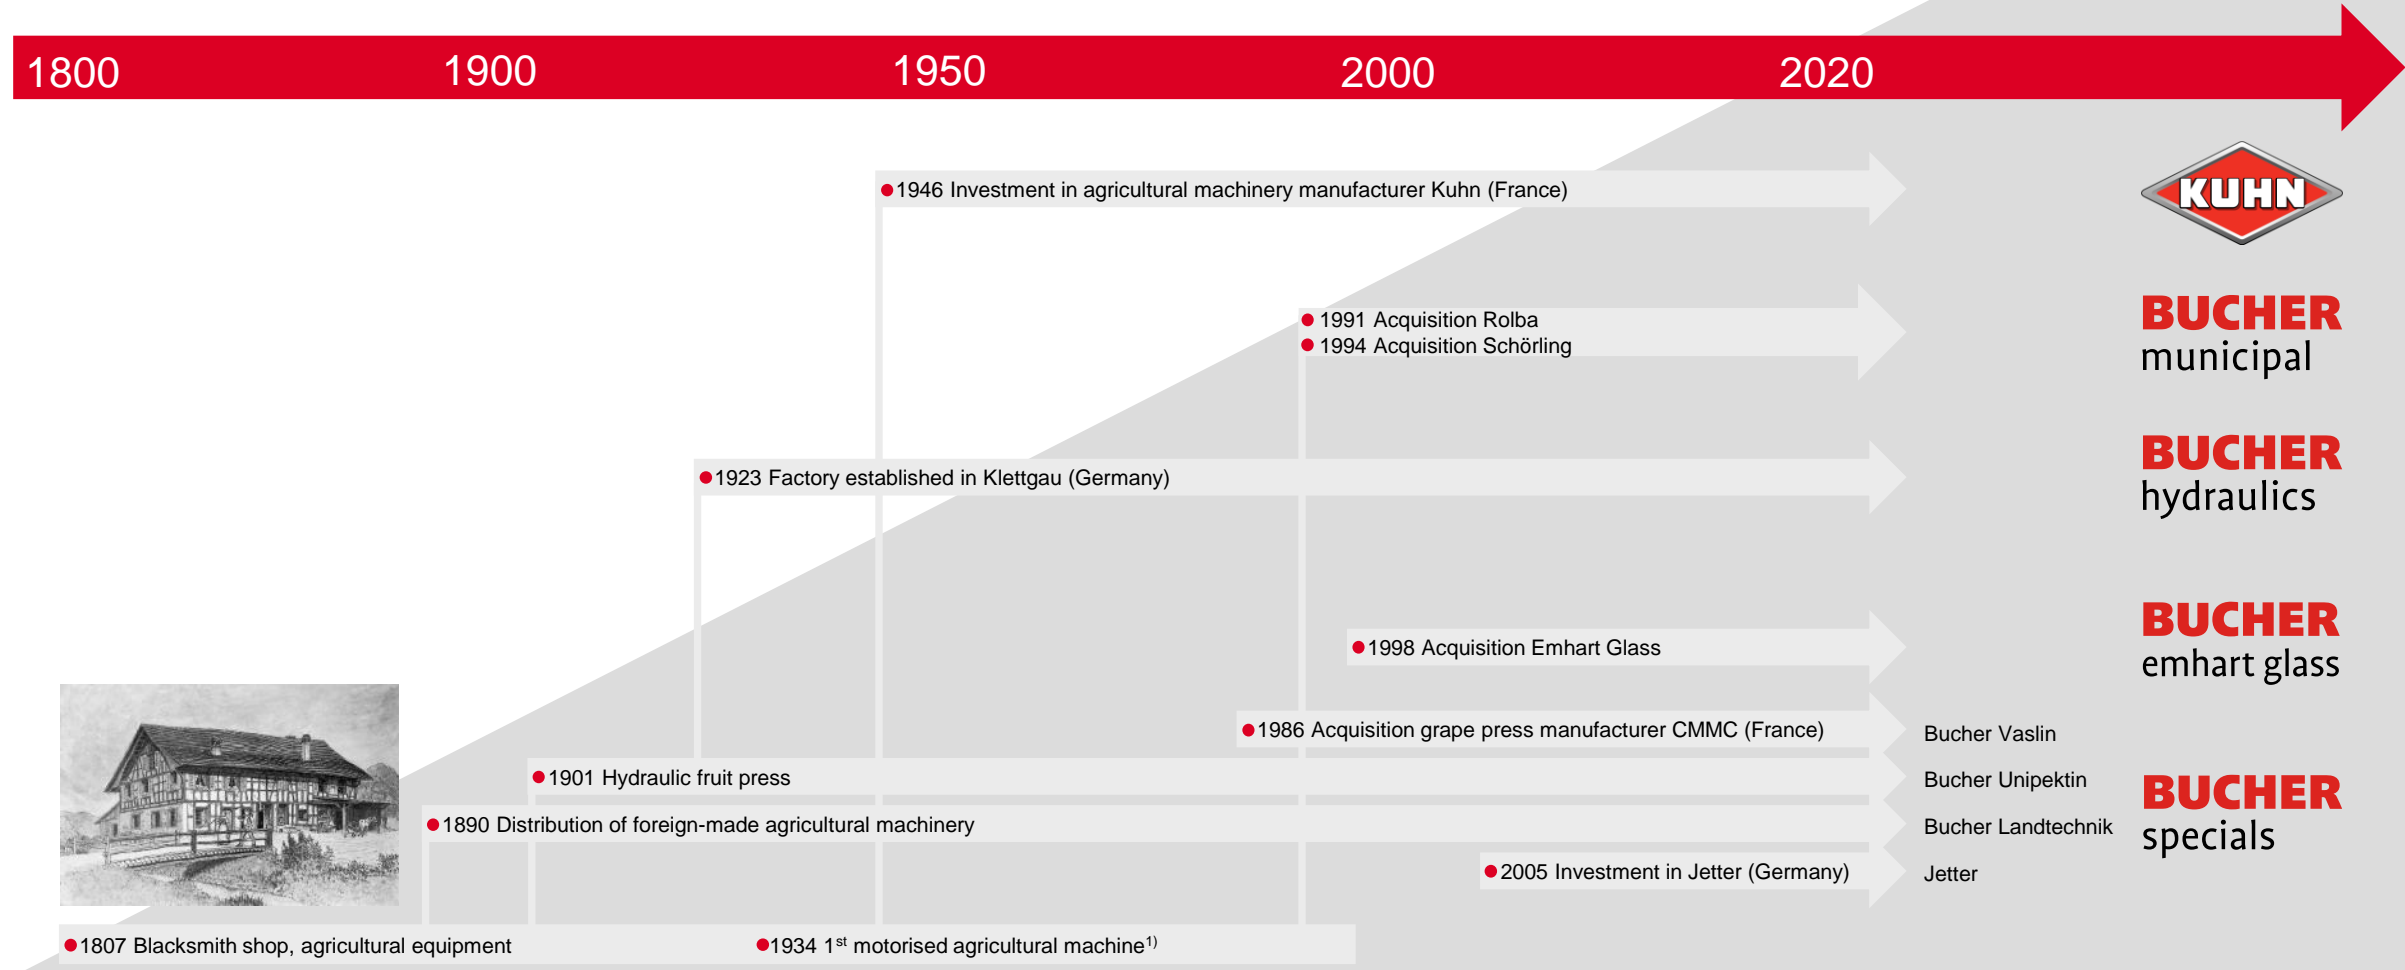 1800 1900 1950 2000 2020
1946 Investment in agricultural machinery manufacturer Kuhn (France)
KUHN
1991 Acquisition Rolba
1994 Acquisition Schörling
BUCHER
municipal
1923 Factory established in Klettgau (Germany)
BUCHER
hydraulics
1998 Acquisition Emhart Glass
BUCHER
emhart glass
1986 Acquisition grape press manufacturer CMMC (France)
Bucher Vaslin
1901 Hydraulic fruit press
Bucher Unipektin
1890 Distribution of foreign-made agricultural machinery
Bucher Landtechnik
2005 Investment in Jetter (Germany)
Jetter
BUCHER
specials
1807 Blacksmith shop, agricultural equipment
1934 1st motorised agricultural machine1)